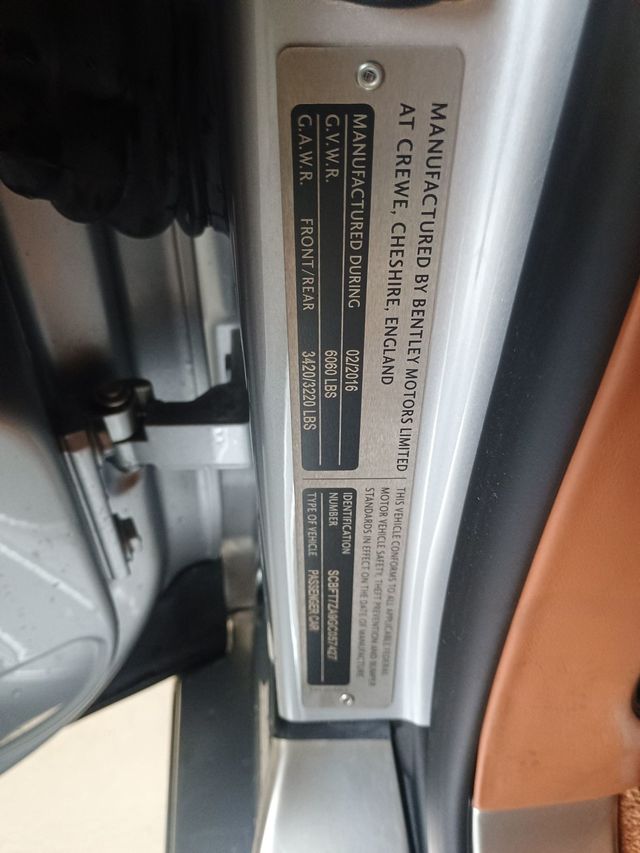 MANUFACTURED BY BENTLEY MOTORS LIMITED
AT CREWE, CHESHIRE, ENGLAND
MANUFACTURED DURING 02/2016
G.V.W.R. 6060 LBS
G.A.W.R. FRONT/REAR 3420/3220 LBS
THIS VEHICLE CONFORMS TO ALL APPLICABLE FEDERAL
MOTOR VEHICLE SAFETY, THEFT PREVENTION AND BUMPER
STANDARDS IN EFFECT ON THE DATE OF MANUFACTURE
IDENTIFICATION
NUMBER SCBFT7ZA9GC057427
TYPE OF VEHICLE PASSENGER CAR